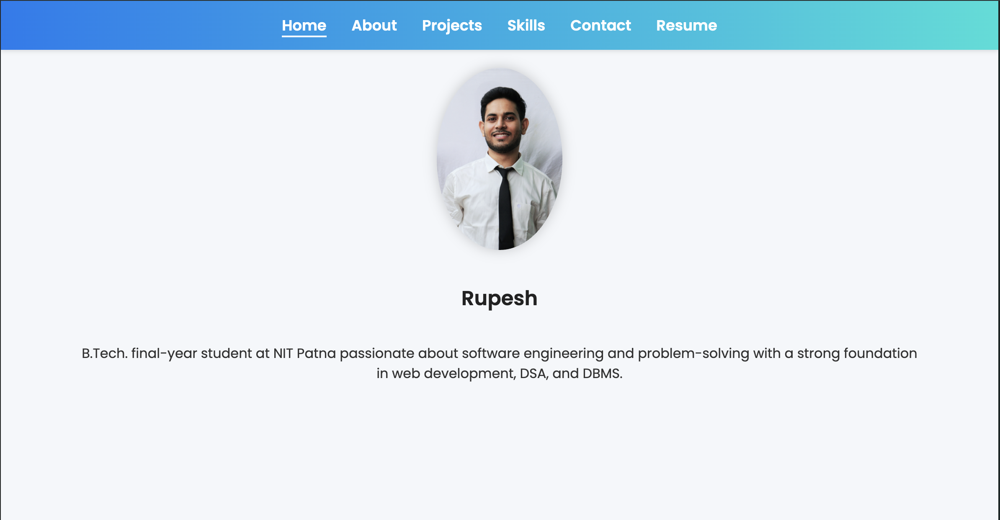 Home About Projects Skills Contact Resume
Rupesh
B.Tech. final-year student at NIT Patna passionate about software engineering and problem-solving with a strong foundation
in web development, DSA, and DBMS.